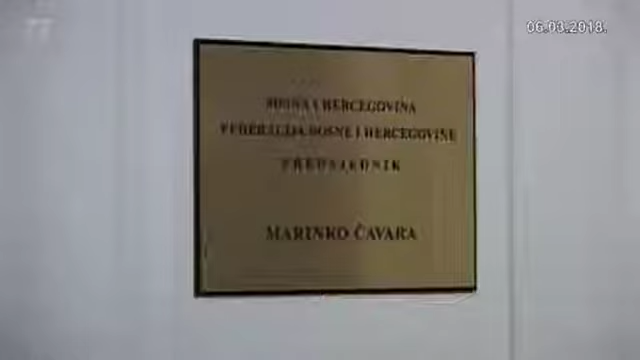 06.03.2018.
BOSNA I HERCEGOVINA
FEDERACIJA BOSNE I HERCEGOVINE
PREDSJEDNIK
MARINKO ČAVARA